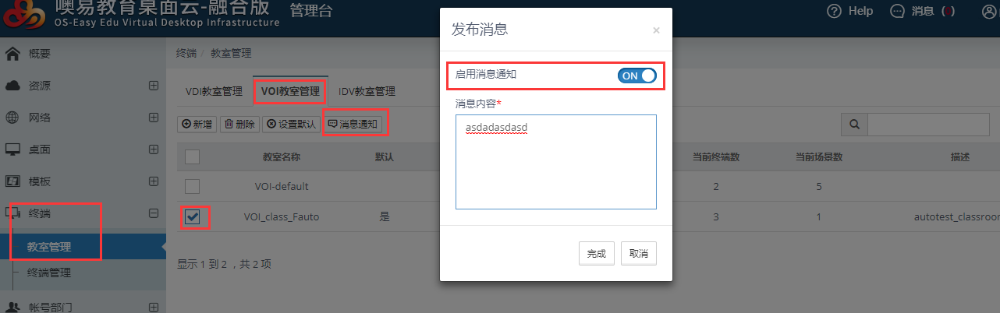 噢易教育桌面云-融合版 管理台
OS-Easy Edu Virtual Desktop Infrastructure
Help 消息 ( )
概要
资源
网络
桌面
模板
终端
教室管理
终端管理
帐号部门
终端 / 教室管理
VDI教室管理 VOI教室管理 IDV教室管理
新增 删除 设置默认 消息通知
教室名称 默认 当前终端数 当前场景数 描述
VOI-default 2 5
VOI_class_Fauto 是 3 1 autotest_classroom
显示 1 到 2 ，共 2 项
发布消息 ×
启用消息通知 ON
消息内容*
asdadasdasd
完成 取消